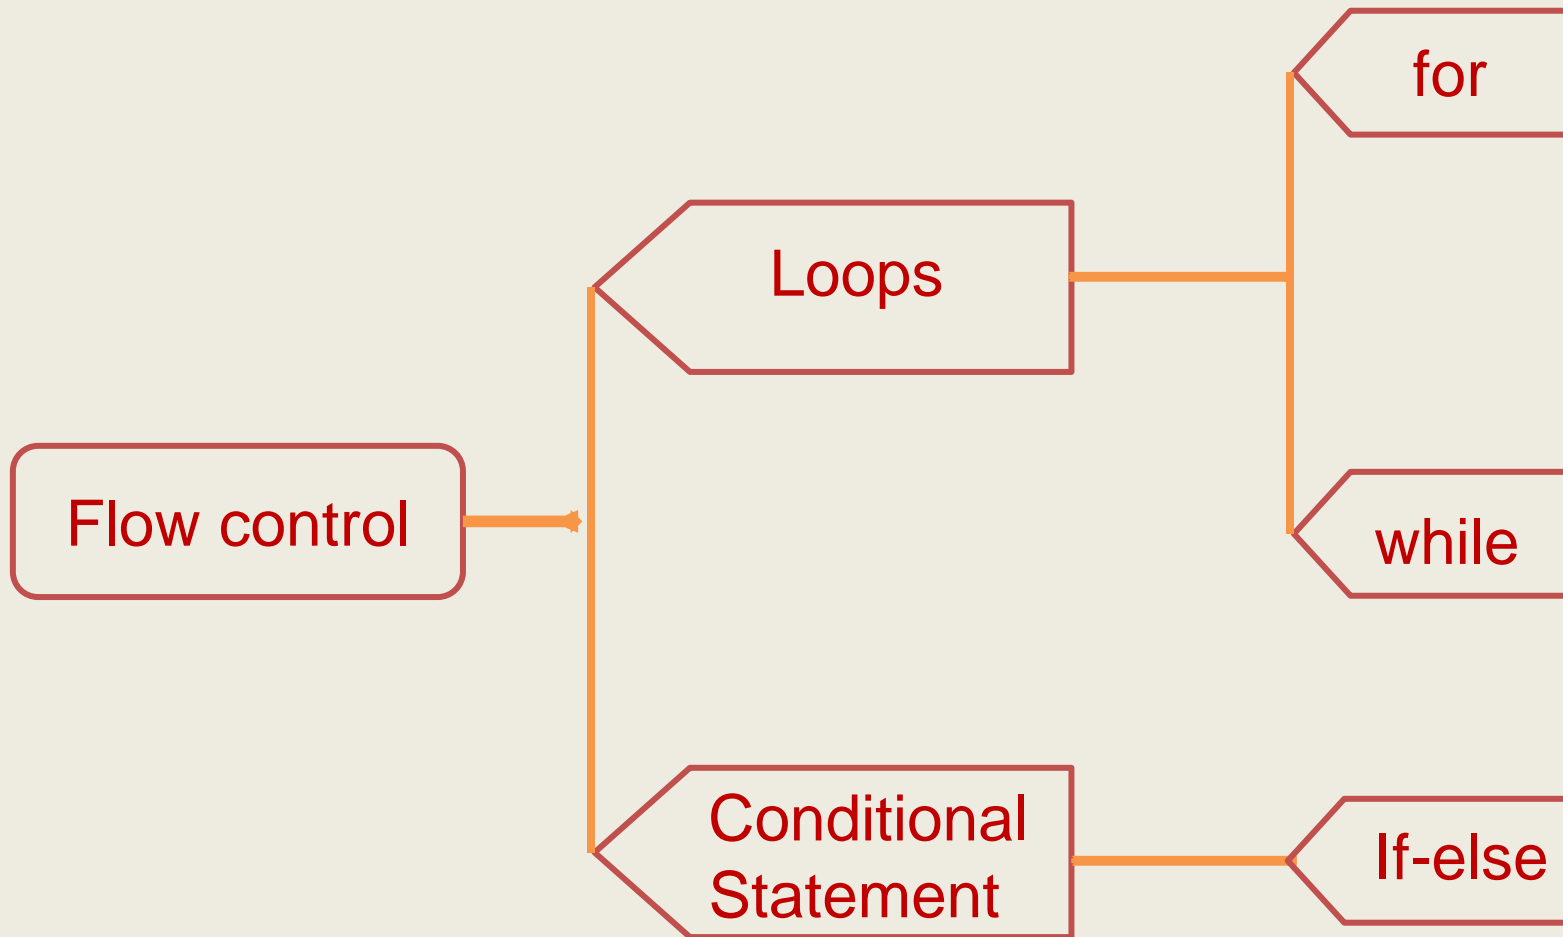 for
Loops
Flow control
while
Conditional
Statement
If-else